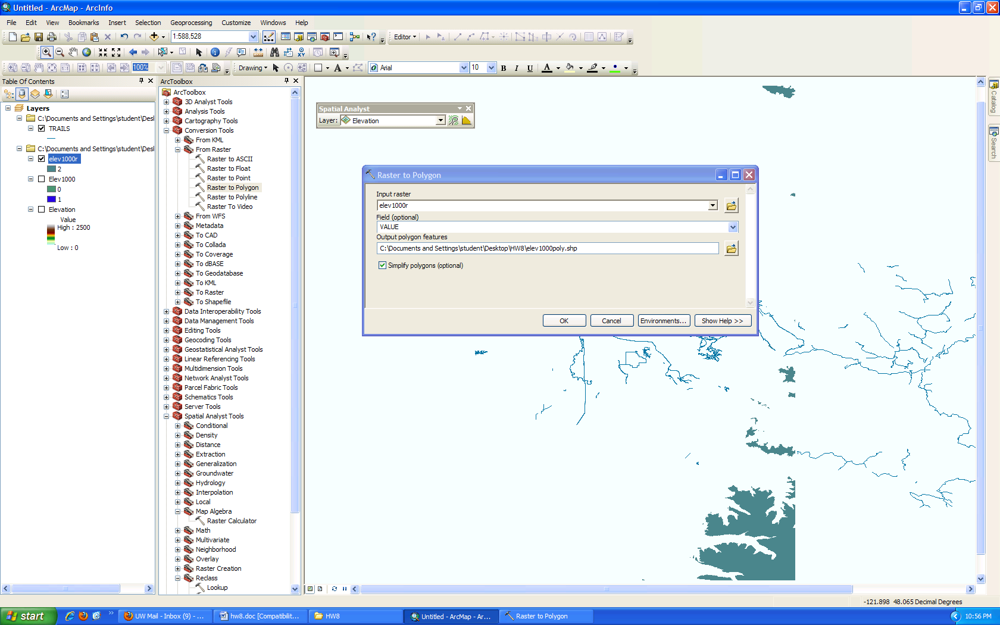 Untitled - ArcMap - ArcInfo
File Edit View Bookmarks Insert Selection Geoprocessing Customize Windows Help
1:588,528
Editor
100%
Drawing
Arial
10
B I U A
Table Of Contents
Layers
C:\Documents and Settings\student\Desl
TRAILS
C:\Documents and Settings\student\Desl
elev1000r
2
Elev1000
0
1
Elevation
Value
High : 2500
Low : 0
ArcToolbox
ArcToolbox
3D Analyst Tools
Analysis Tools
Cartography Tools
Conversion Tools
From KML
From Raster
Raster to ASCII
Raster to Float
Raster to Point
Raster to Polygon
Raster to Polyline
Raster To Video
From WFS
Metadata
To CAD
To Collada
To Coverage
To dBASE
To Geodatabase
To KML
To Raster
To Shapefile
Data Interoperability Tools
Data Management Tools
Editing Tools
Geocoding Tools
Geostatistical Analyst Tools
Linear Referencing Tools
Multidimension Tools
Network Analyst Tools
Parcel Fabric Tools
Schematics Tools
Server Tools
Spatial Analyst Tools
Conditional
Density
Distance
Extraction
Generalization
Groundwater
Hydrology
Interpolation
Local
Map Algebra
Raster Calculator
Math
Multivariate
Neighborhood
Overlay
Raster Creation
Reclass
Lookup
Spatial Analyst
Layer: Elevation
Raster to Polygon
Input raster
elev1000r
Field (optional)
VALUE
Output polygon features
C:\Documents and Settings\student\Desktop\HW8\elev1000poly.shp
Simplify polygons (optional)
OK Cancel Environments... Show Help >>
Catalog
Search
-121.898 48.065 Decimal Degrees
start
UW Mail - Inbox (9) - ...
hw8.doc [Compatibilit...
HW8
Untitled - ArcMap - Ar...
Raster to Polygon
10:56 PM